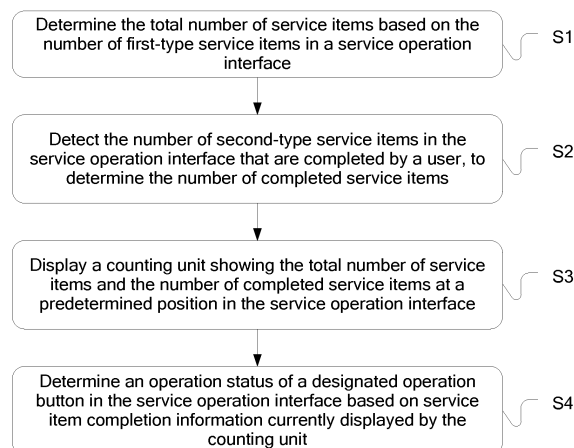 Determine the total number of service items based on the
number of first-type service items in a service operation
interface
S1
Detect the number of second-type service items in the
service operation interface that are completed by a user, to
determine the number of completed service items
S2
Display a counting unit showing the total number of service
items and the number of completed service items at a
predetermined position in the service operation interface
S3
Determine an operation status of a designated operation
button in the service operation interface based on service
item completion information currently displayed by the
counting unit
S4